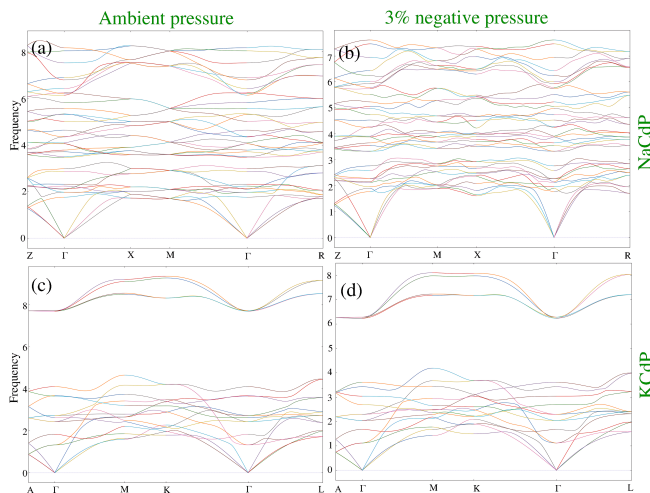 Ambient pressure
3% negative pressure
(a)
8
6
4
2
0
Frequency
Z Γ X M Γ R
(b)
7
6
5
4
3
2
1
0
Z Γ M X Γ R
NaCdP
(c)
8
6
4
2
0
Frequency
A Γ M K Γ L
(d)
8
7
6
5
4
3
2
1
0
A Γ M K Γ L
KCdP